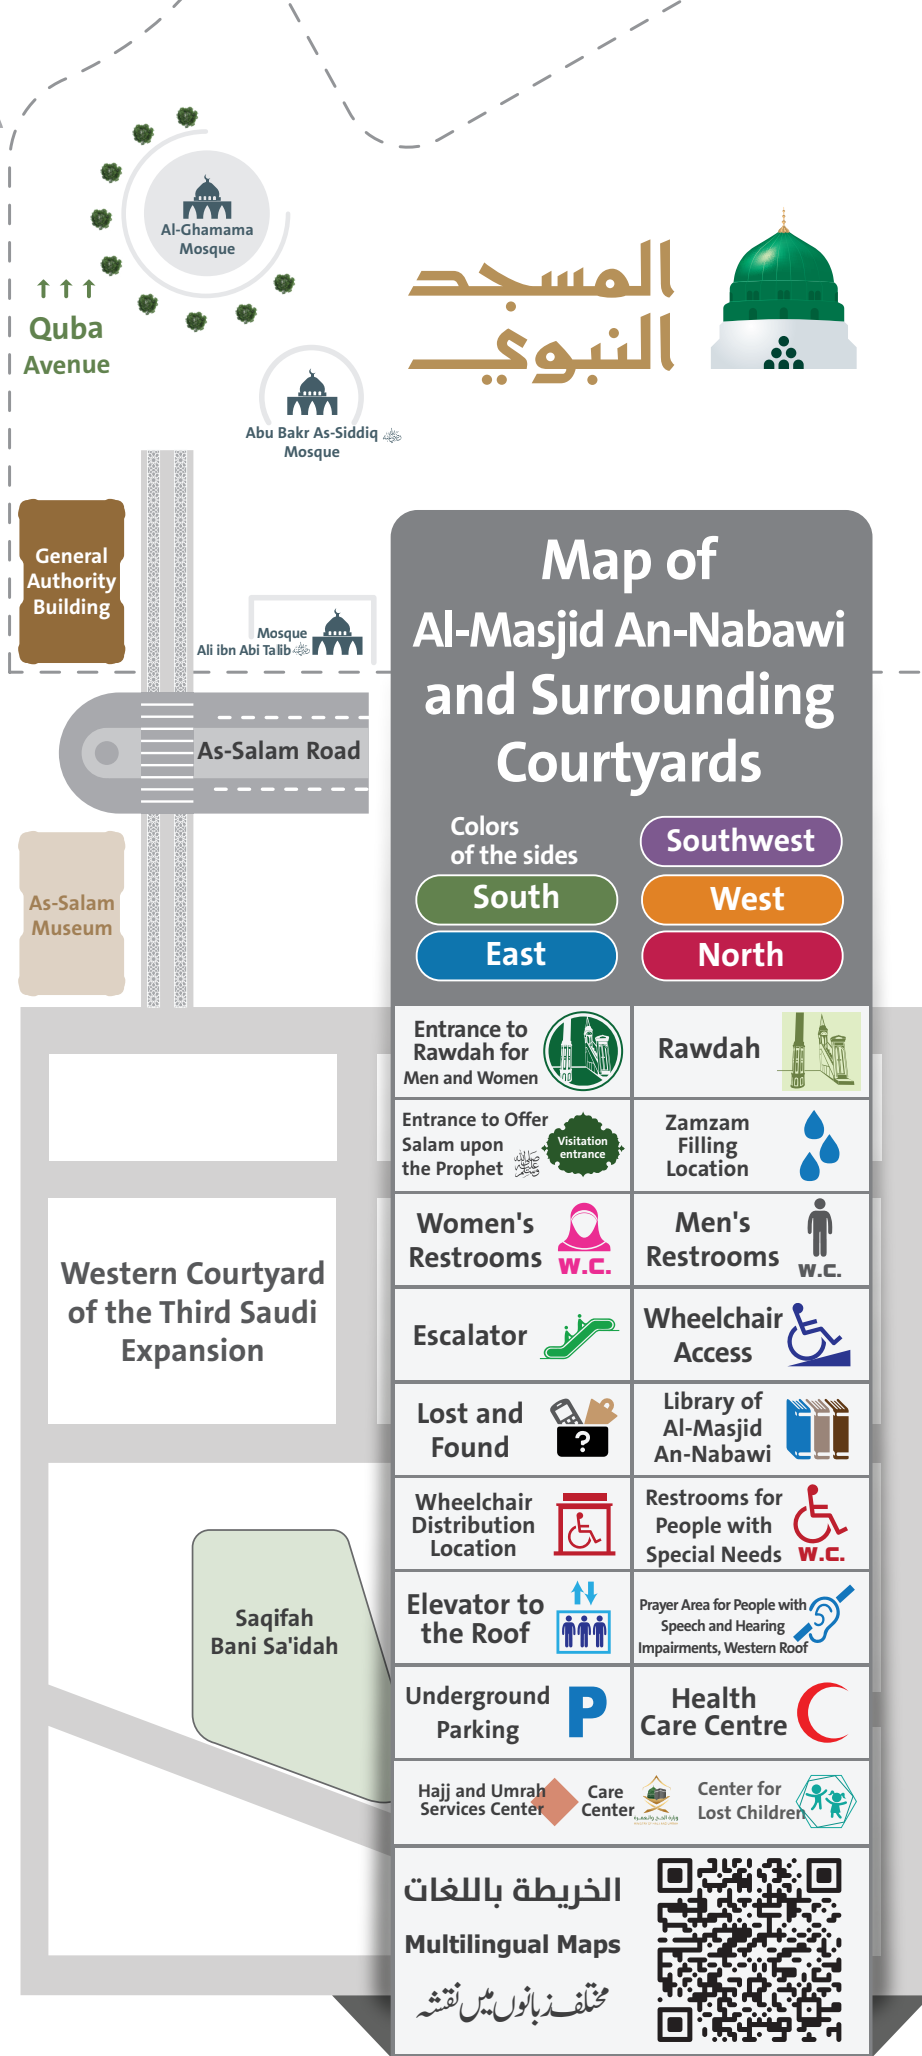 Al-Ghamama
Mosque
Quba
Avenue
المسجد
النبوي
Abu Bakr As-Siddiq
Mosque
General
Authority
Building
Mosque
Ali ibn Abi Talib
As-Salam Road
As-Salam
Museum
Western Courtyard
of the Third Saudi
Expansion
Saqifah
Bani Sa'idah
Map of
Al-Masjid An-Nabawi
and Surrounding
Courtyards
Colors
of the sides
Southwest
South
West
East
North
Entrance to
Rawdah for
Men and Women
Rawdah
Entrance to Offer
Salam upon
the Prophet ﷺ
Visitation
entrance
Zamzam
Filling
Location
Women's
Restrooms
W.C.
Men's
Restrooms
W.C.
Escalator
Wheelchair
Access
Lost and
Found
?
Library of
Al-Masjid
An-Nabawi
Wheelchair
Distribution
Location
Restrooms for
People with
Special Needs
W.C.
Elevator to
the Roof
Prayer Area for People with
Speech and Hearing
Impairments, Western Roof
Underground
Parking
P
Health
Care Centre
Hajj and Umrah
Services Center
Care
Center
وزارة الحج والعمرة
Center for
Lost Children
الخريطة باللغات
Multilingual Maps
مختلف زبانوں میں نقشہ